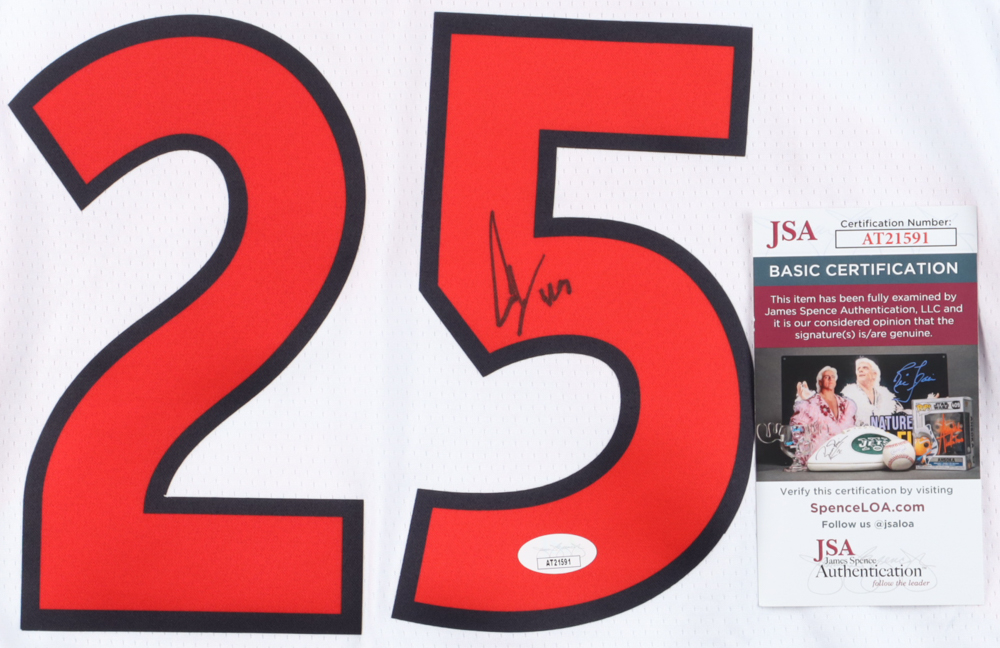 25
JSA
Certification Number:
AT21591
BASIC CERTIFICATION
This item has been fully examined by
James Spence Authentication, LLC and
it is our considered opinion that the
signature(s) is/are genuine.
NATURE
JETS
Verify this certification by visiting
SpenceLOA.com
Follow us @jsaloa
JSA
James Spence
Authentication
follow the leader
AT21591